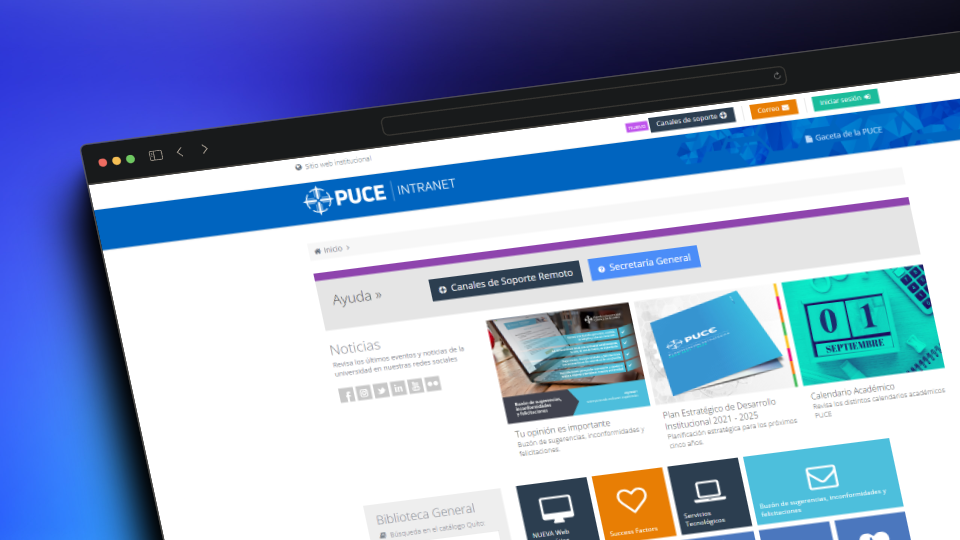 Sitio web institucional
nuevo
Canales de soporte
Correo
Iniciar sesión
PUCE INTRANET
Gaceta de la PUCE
Inicio >
Ayuda »
Canales de Soporte Remoto
Secretaría General
Noticias
Revisa los últimos eventos y noticias de la
universidad en nuestras redes sociales
Buzón de sugerencias,
inconformidades
y felicitaciones
Tu opinión es importante
Buzón de sugerencias, inconformidades y
felicitaciones
PUCE
Plan Estratégico de Desarrollo
Institucional 2021 - 2025
Planificación estratégica para los próximos
cinco años.
01
SEPTIEMBRE
Calendario Académico
Revisa los distintos calendarios académicos
PUCE
Biblioteca General
Búsqueda en el catálogo Quito
NUEVA Web
Success Factors
Servicios
Tecnológicos
Buzón de sugerencias, inconformidades y
felicitaciones